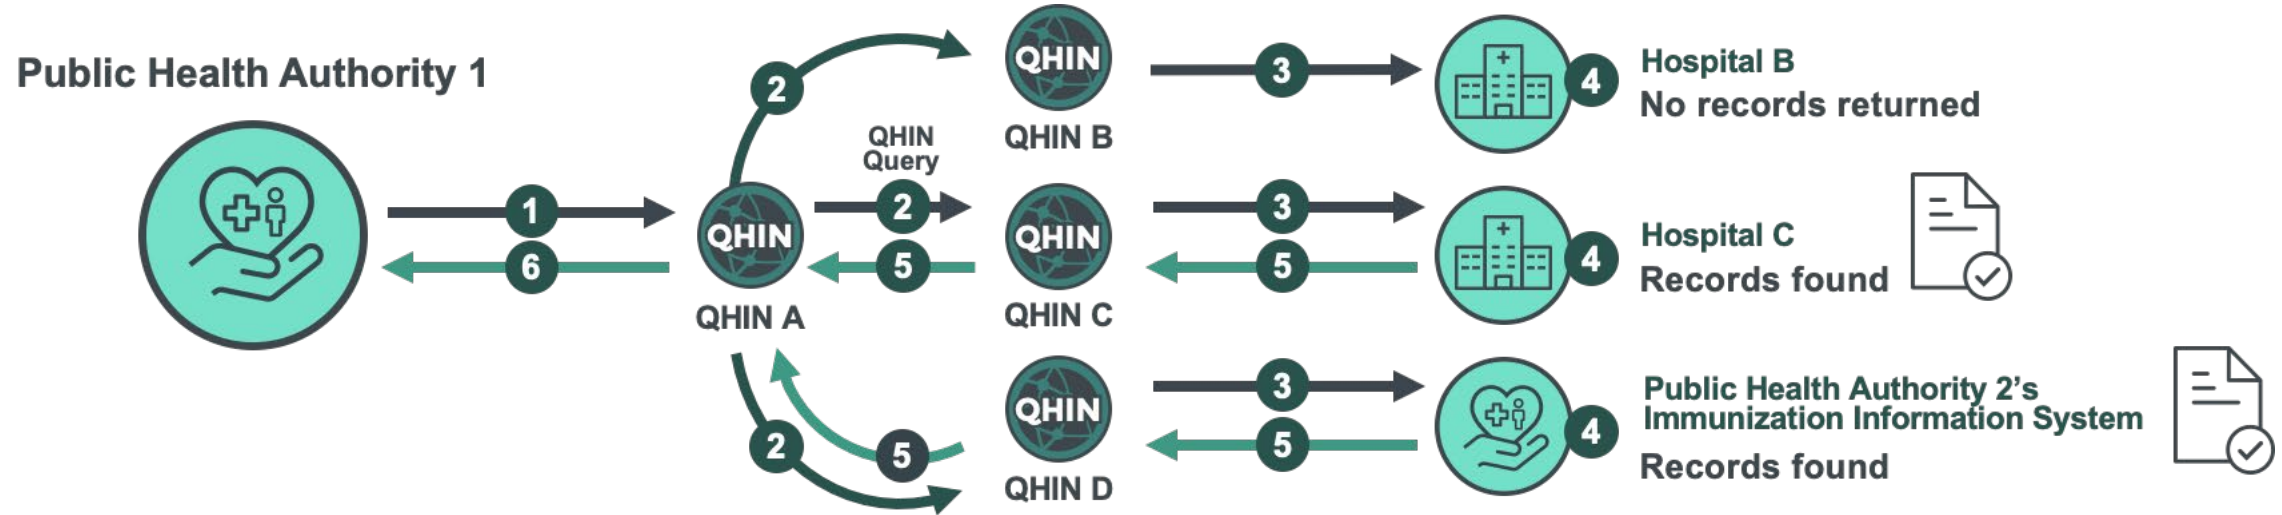 Public Health Authority 1
1
6
QHIN
QHIN A
2
QHIN
Query
2
5
2
5
QHIN
QHIN B
3
4
Hospital B
No records returned
QHIN
QHIN C
3
5
4
Hospital C
Records found
QHIN
QHIN D
3
5
4
Public Health Authority 2’s
Immunization Information System
Records found